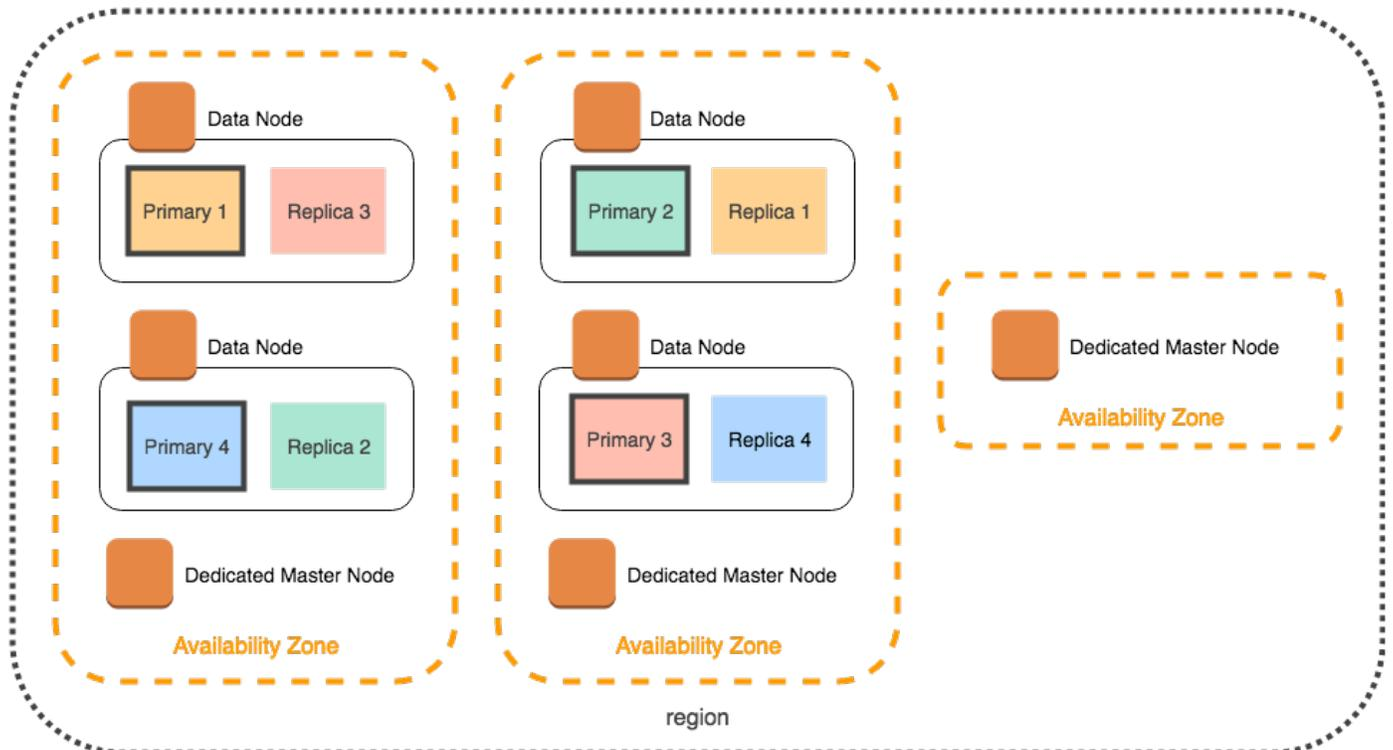 Data Node
Primary 1
Replica 3
Data Node
Primary 4
Replica 2
Dedicated Master Node
Availability Zone
Data Node
Primary 2
Replica 1
Data Node
Primary 3
Replica 4
Dedicated Master Node
Availability Zone
Dedicated Master Node
Availability Zone
region